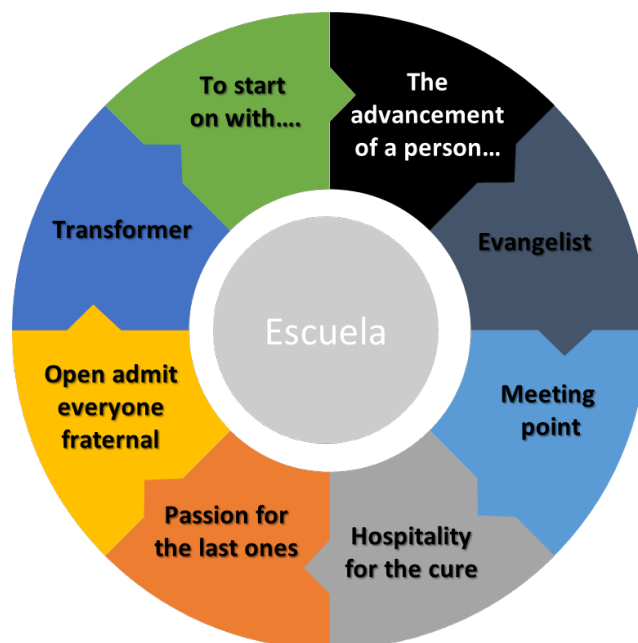 To start
on with....
The
advancement
of a person...
Evangelist
Meeting
point
Hospitality
for the cure
Passion for
the last ones
Open admit
everyone
fraternal
Transformer
Escuela